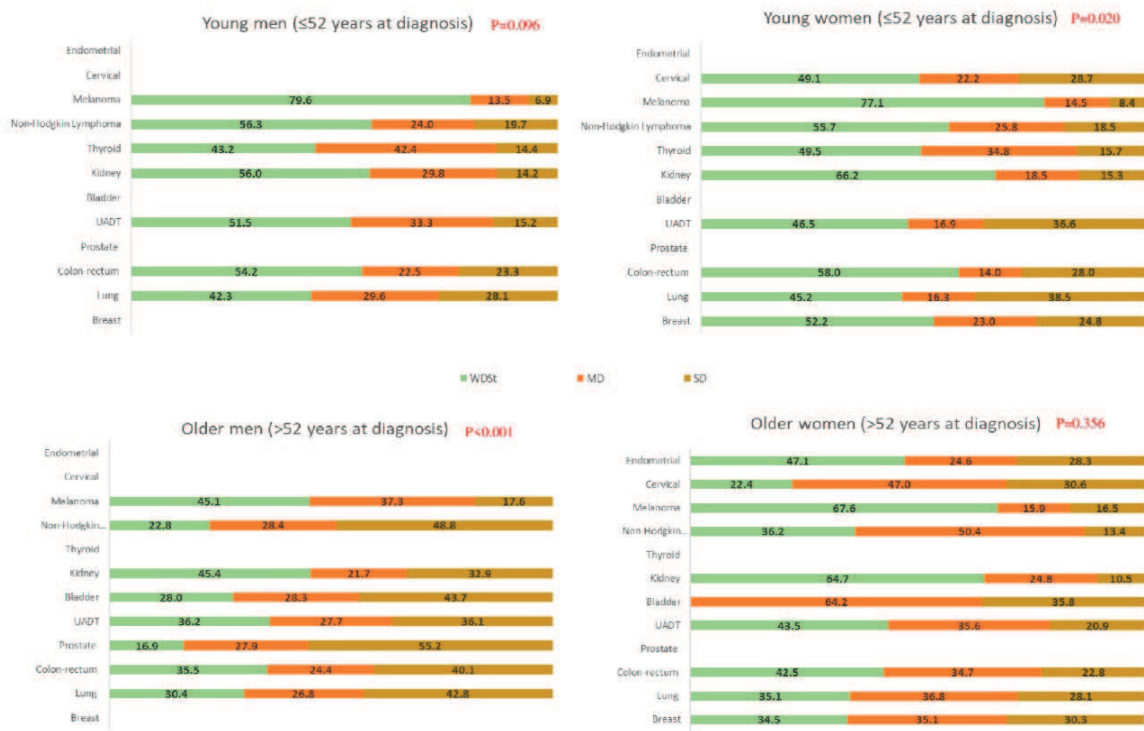 Young men (≤52 years at diagnosis) P=0.096
Endometrial
Cervical
Melanoma 79.6 13.5 6.9
Non-Hodgkin Lymphoma 56.3 24.0 19.7
Thyroid 43.2 42.4 14.4
Kidney 56.0 29.8 14.2
Bladder
UADT 51.5 33.3 15.2
Prostate
Colon-rectum 54.2 22.5 23.3
Lung 42.3 29.6 28.1
Breast
Young women (≤52 years at diagnosis) P=0.020
Endometrial
Cervical 49.1 22.2 28.7
Melanoma 77.1 14.5 8.4
Non-Hodgkin Lymphoma 55.7 25.8 18.5
Thyroid 49.5 34.8 15.7
Kidney 66.2 18.5 15.3
Bladder
UADT 46.5 16.9 36.6
Prostate
Colon-rectum 58.0 14.0 28.0
Lung 45.2 16.3 38.5
Breast 52.2 23.0 24.8
WDSt MD SD
Older men (>52 years at diagnosis) P<0.001
Endometrial
Cervical
Melanoma 45.1 37.3 17.6
Non-Hodgkin... 22.8 28.4 48.8
Thyroid
Kidney 45.4 21.7 32.9
Bladder 28.0 28.3 43.7
UADT 36.2 27.7 36.1
Prostate 16.9 27.9 55.2
Colon-rectum 35.5 24.4 40.1
Lung 30.4 26.8 42.8
Breast
Older women (>52 years at diagnosis) P=0.356
Endometrial 47.1 24.6 28.3
Cervical 22.4 47.0 30.6
Melanoma 67.6 15.9 16.5
Non Hodgkin... 36.2 50.4 13.4
Thyroid
Kidney 64.7 24.8 10.5
Bladder 64.2 35.8
UADT 43.5 35.6 20.9
Prostate
Colon-rectum 42.5 34.7 22.8
Lung 35.1 36.8 28.1
Breast 34.5 35.1 30.3